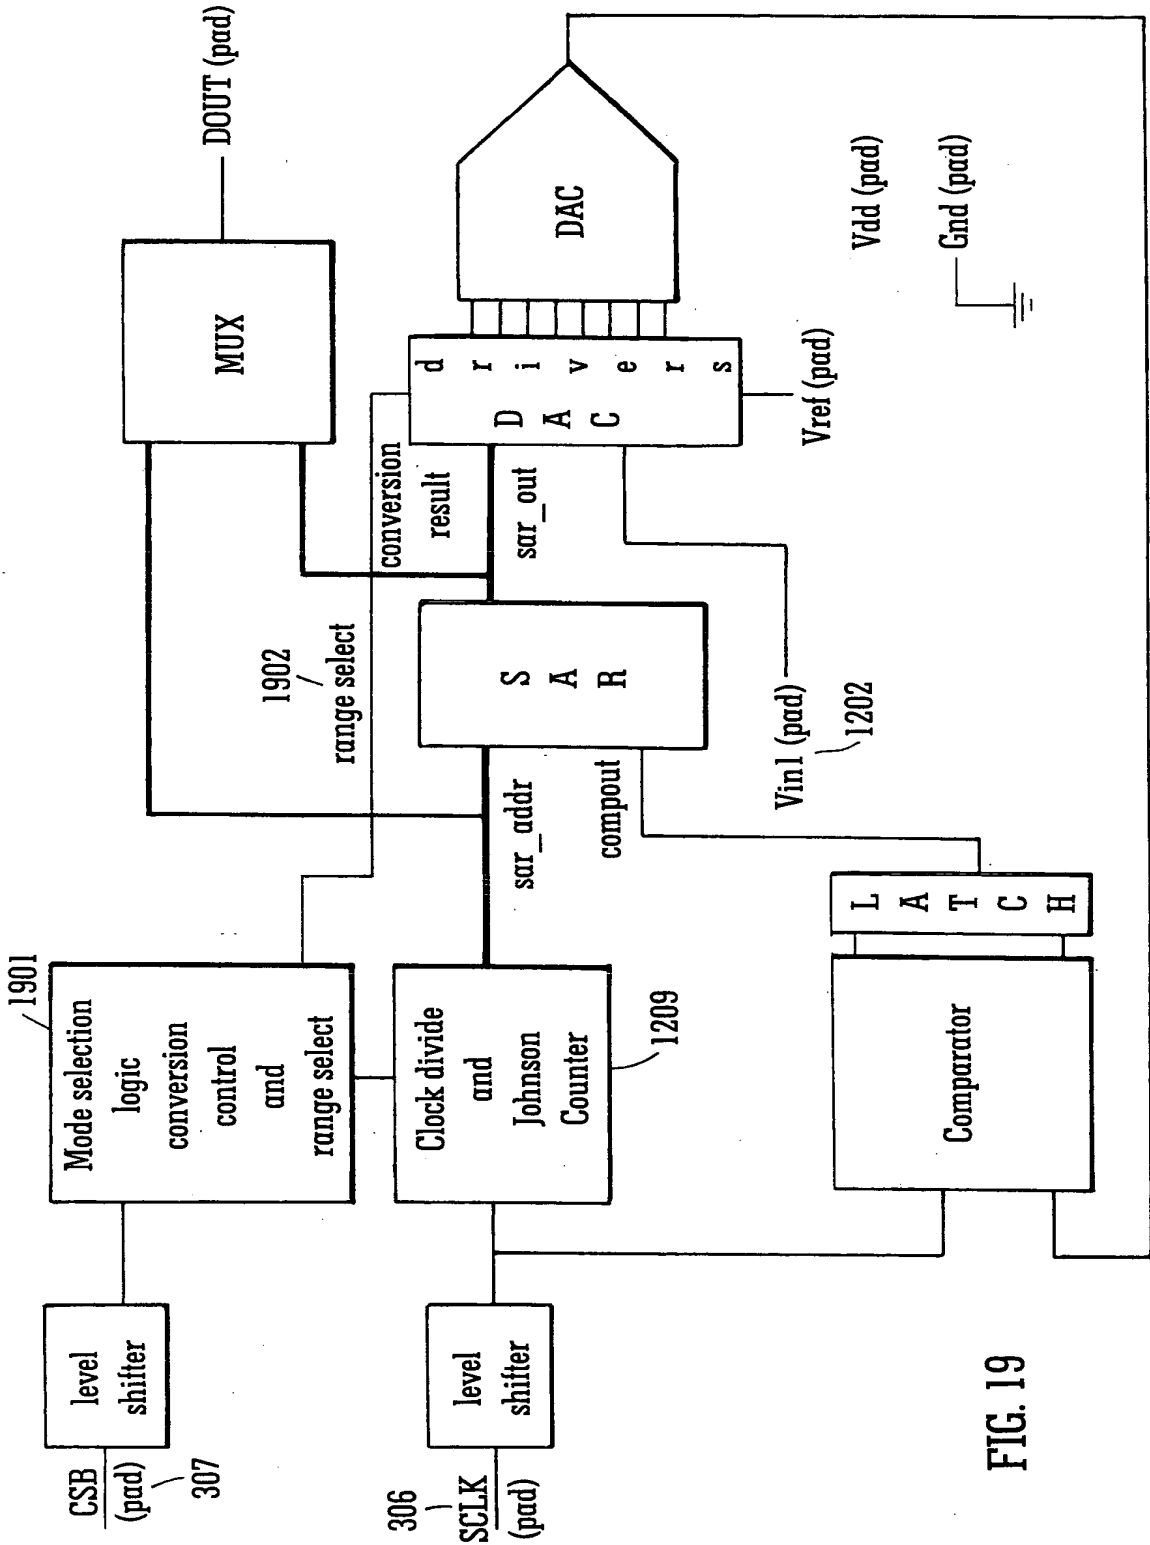 CSB
(pad)
307
level
shifter
1901
Mode selection
logic
conversion
control
and
range select
1902
range select
MUX
DOUT (pad)
306
SCLK
(pad)
level
shifter
Clock divide
and
Johnson
Counter
1209
sar_addr
compout
S
A
R
conversion
result
sar_out
D
A
C
d
r
i
v
e
r
s
DAC
Vin1 (pad)
1202
Vref (pad)
Vdd (pad)
Gnd (pad)
Comparator
L
A
T
C
H
FIG. 19